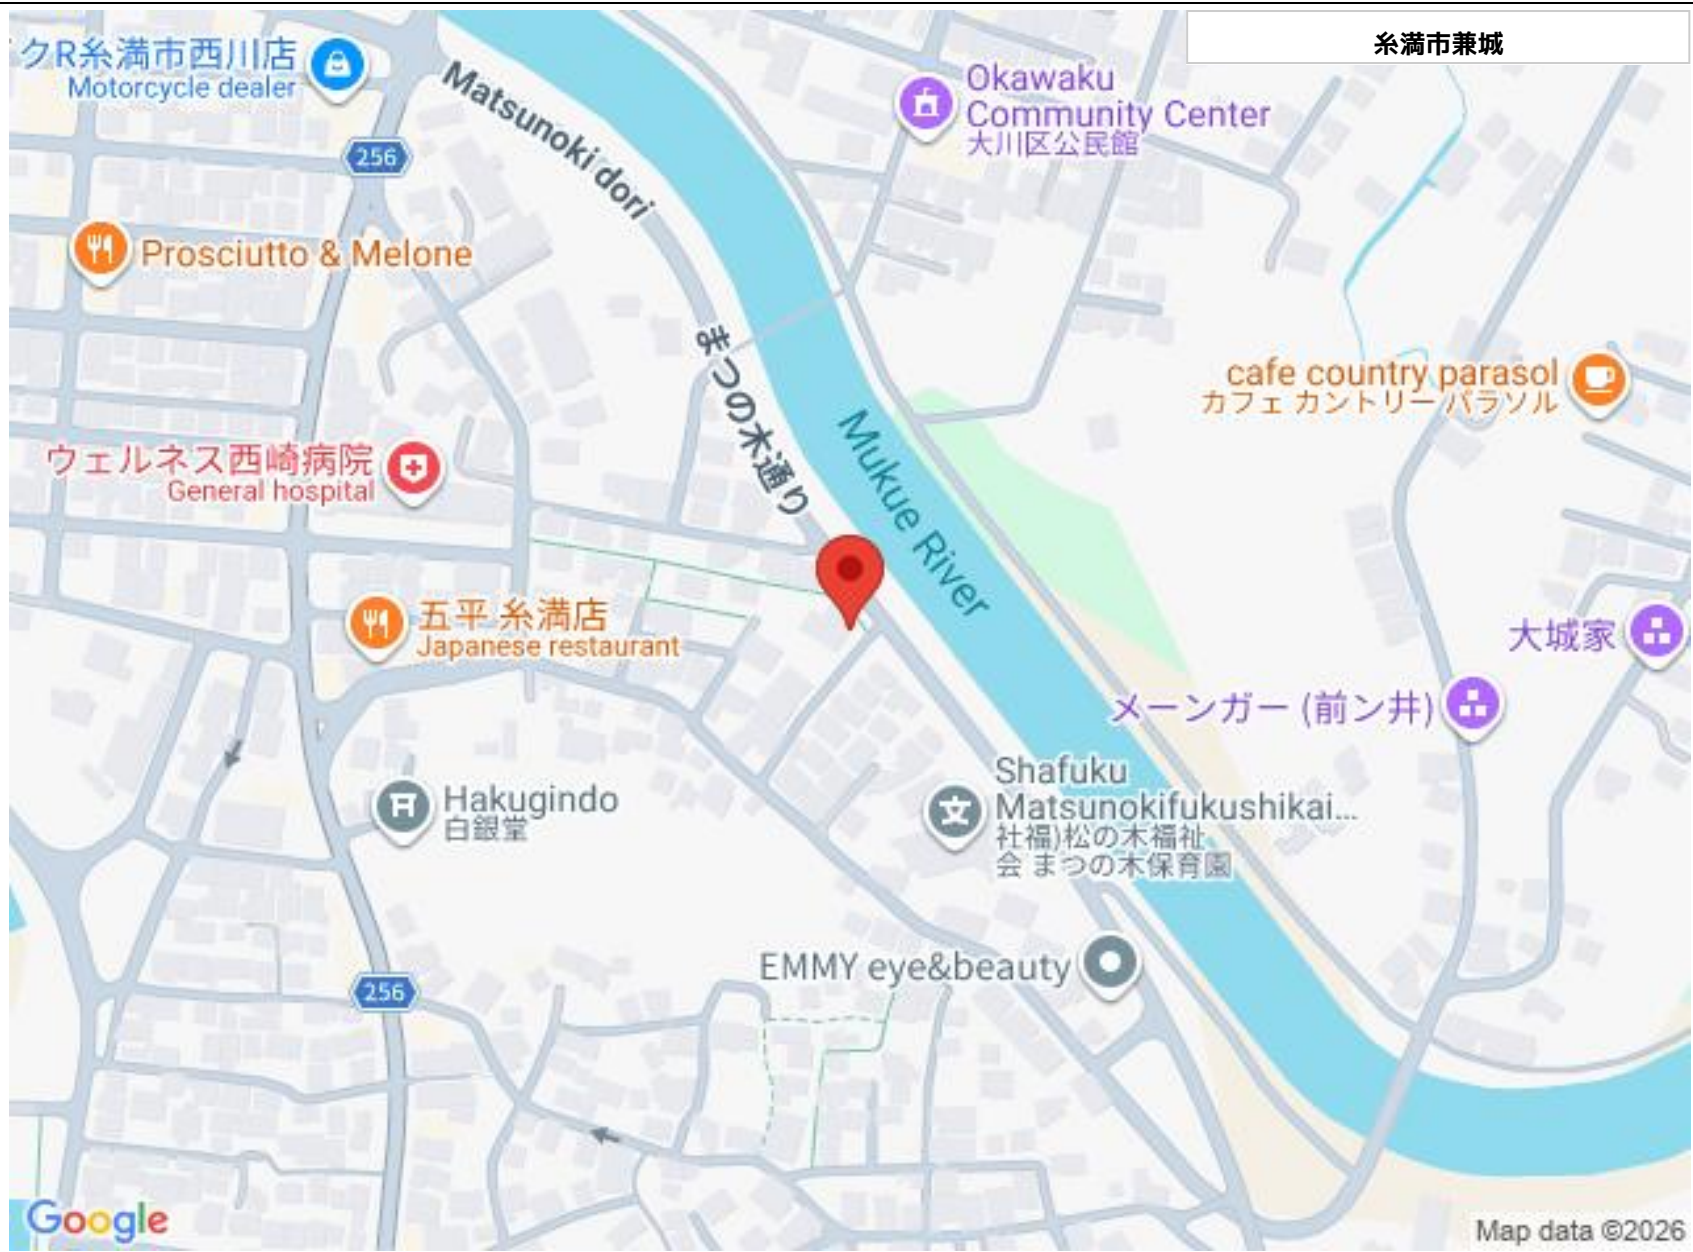 糸満市兼城
クR糸満市西川店
Motorcycle dealer
Matsunoki dori
256
Okawaku
Community Center
大川区公民館
Prosciutto & Melone
まつの木通り
Mukue River
cafe country parasol
カフェ カントリー パラソル
ウェルネス西崎病院
General hospital
五平 糸満店
Japanese restaurant
大城家
メーンガー (前ン井)
Hakugindo
白銀堂
Shafuku
Matsunokifukushikai...
社福)松の木福祉
会 まつの木保育園
EMMY eye&beauty
256
Google
Map data ©2026